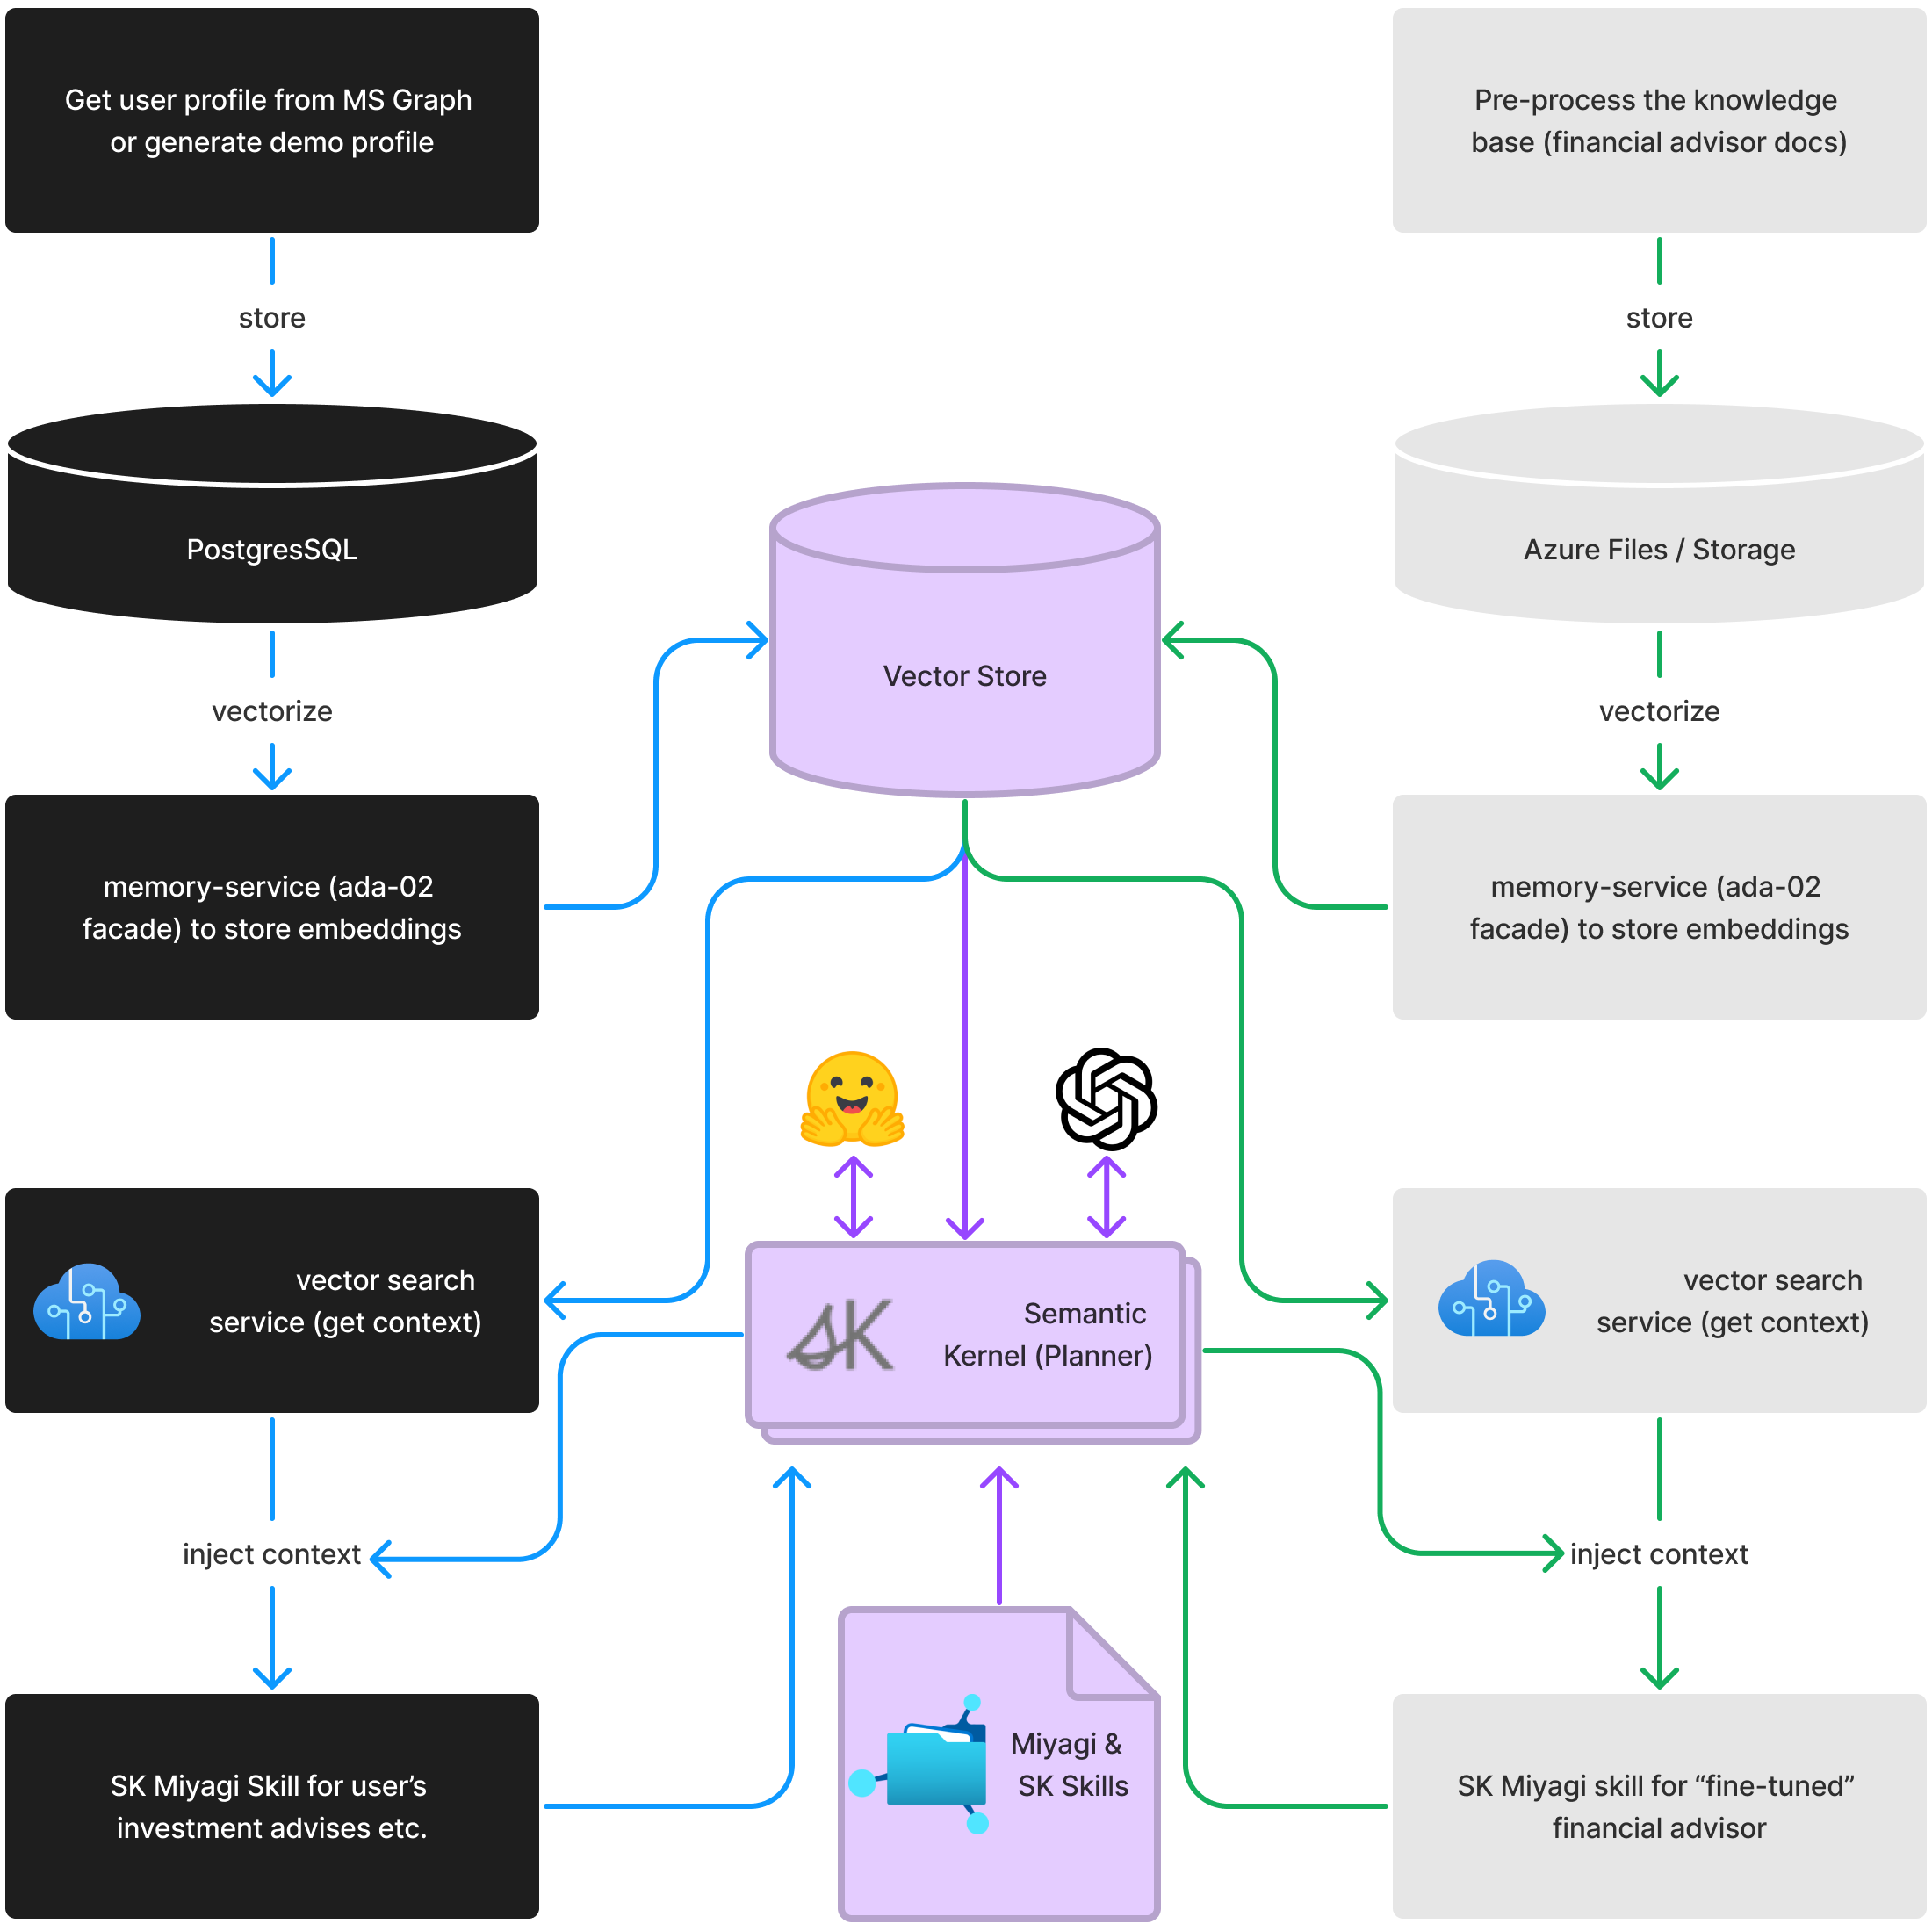 Get user profile from MS Graph
or generate demo profile
store
PostgresSQL
vectorize
memory-service (ada-02
facade) to store embeddings
vector search
service (get context)
inject context
SK Miyagi Skill for user’s
investment advises etc.
Vector Store
SK
Semantic
Kernel (Planner)
Miyagi &
SK Skills
Pre-process the knowledge
base (financial advisor docs)
store
Azure Files / Storage
vectorize
memory-service (ada-02
facade) to store embeddings
vector search
service (get context)
inject context
SK Miyagi skill for “fine-tuned”
financial advisor